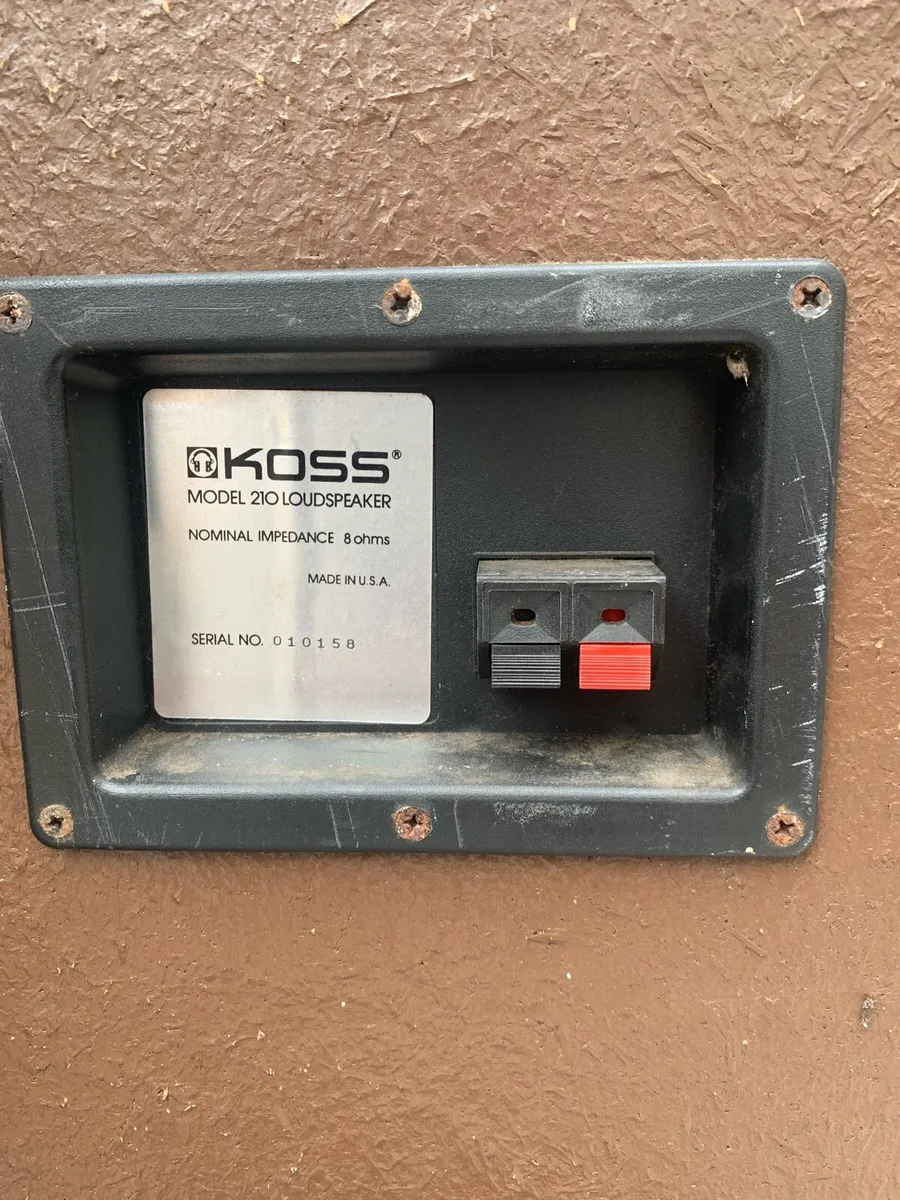 KOSS®
MODEL 210 LOUDSPEAKER
NOMINAL IMPEDANCE 8 ohms
MADE IN U.S.A.
SERIAL NO. 010158